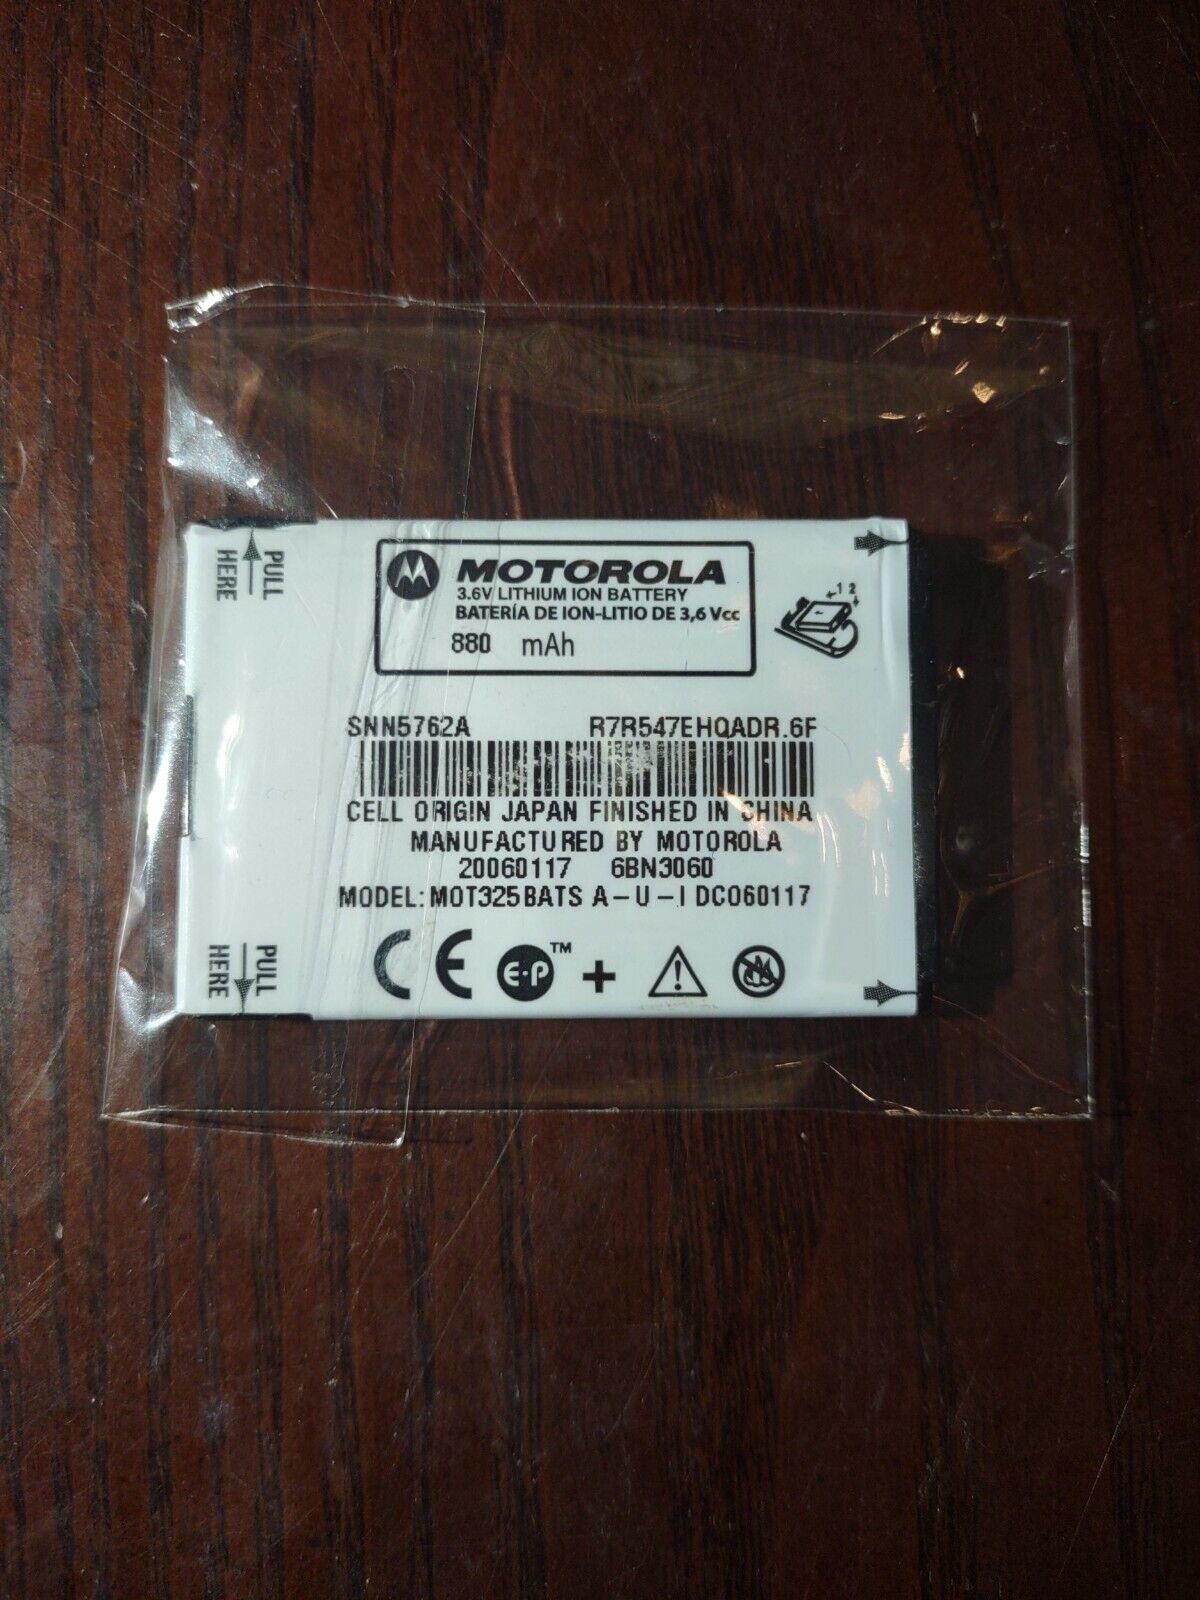 PULL
HERE
MOTOROLA
3.6V LITHIUM ION BATTERY
BATERÍA DE ION-LITIO DE 3,6 Vcc
880 mAh
1 2
SNN5762A R7R547EHQADR.6F
CELL ORIGIN JAPAN FINISHED IN CHINA
MANUFACTURED BY MOTOROLA
20060117 6BN3060
MODEL: MOT325BATS A-U-I DC060117
PULL
HERE
CE E-P™ + !